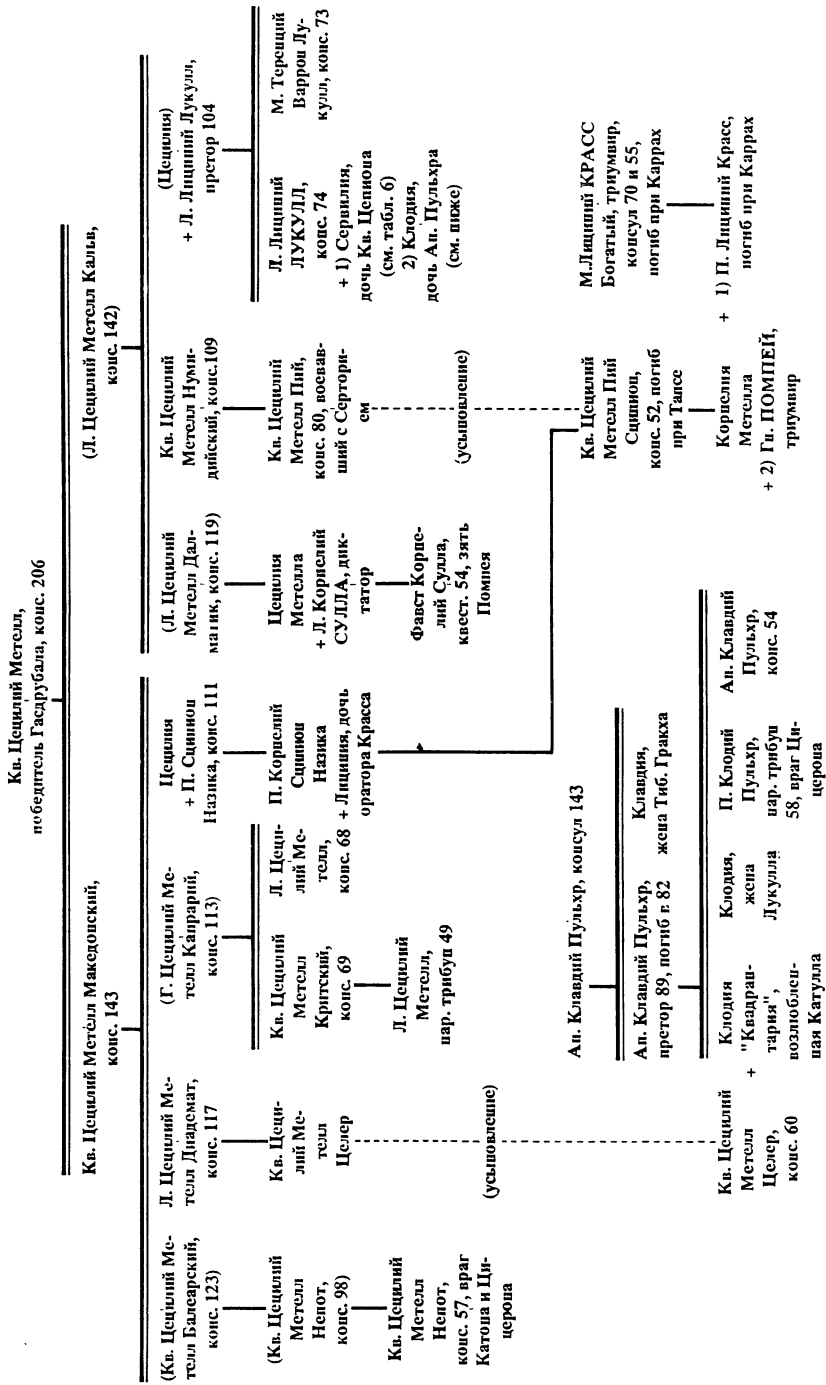 Кв. Цецилий Метелл,
победитель Гасдрубала, конс. 206
Кв. Цецилий Метелл Македонский,
конс. 143
(Л. Цецилий Метелл Кальв,
конс. 142)
(Кв. Цецилий Ме-
телл Балеарский,
конс. 123)
Л. Цецилий Ме-
телл Диадемат,
конс. 117
(Г. Цецилий Ме-
телл Капрарий,
конс. 113)
Цецилия
+ П. Сципион
Назика, конс. 111
(Л. Цецилий
Метелл Дал-
матик, конс. 119)
Кв. Цецилий
Метелл Нуми-
дийский, конс.109
(Цецилия)
+ Л. Лициний Лукулл,
претор 104
(Кв. Цецилий
Метелл
Непот,
конс. 98)
Кв. Цеци-
лий Ме-
телл
Целер
Кв. Цецилий
Метелл
Критский,
конс. 69
Л. Цеци-
лий Ме-
телл,
конс. 68
П. Корнелий
Сципион
Назика
+ Лициния, дочь
оратора Красса
Цецилия
Метелла
+ Л. Корнелий
СУЛЛА, дик-
татор
Кв. Цецилий
Метелл Пий,
конс. 80, воевав-
ший с Сертори-
ем
Л. Лициний
ЛУКУЛЛ,
конс. 74
+ 1) Сервилия,
дочь Кв. Цепиона
(см. табл. 6)
2) Клодия,
дочь Ап. Пульхра
(см. ниже)
М. Теренций
Варрон Лу-
кулл, конс. 73
Кв. Цецилий
Метелл
Непот,
конс. 57, враг
Катона и Ци-
церона
(усыновление)
Л. Цецилий
Метелл,
нар. трибун 49
Фавст Корне-
лий Сулла,
квест. 54, зять
Помпея
(усыновление)
Ап. Клавдий Пульхр, консул 143
Кв. Цецилий
Метелл Пий
Сципион,
конс. 52, погиб
при Тапсе
М.Лициний КРАСС
Богатый, триумвир,
консул 70 и 55,
погиб при Каррах
Ап. Клавдий Пульхр,
претор 89, погиб в 82
Клавдия,
жена Тиб. Гракха
Корнелия
Метелла
+ 2) Гн. ПОМПЕЙ,
триумвир
+ 1) П. Лициний Красс,
погиб при Каррах
Кв. Цецилий
Метелл
Целер,
конс. 60
+
Клодия
"Квадран-
тария",
возлюблен-
ная Катулла
Клодия,
жена
Лукулла
П. Клодий
Пульхр,
нар. трибун
58, враг Ци-
церона
Ап. Клавдий
Пульхр,
конс. 54